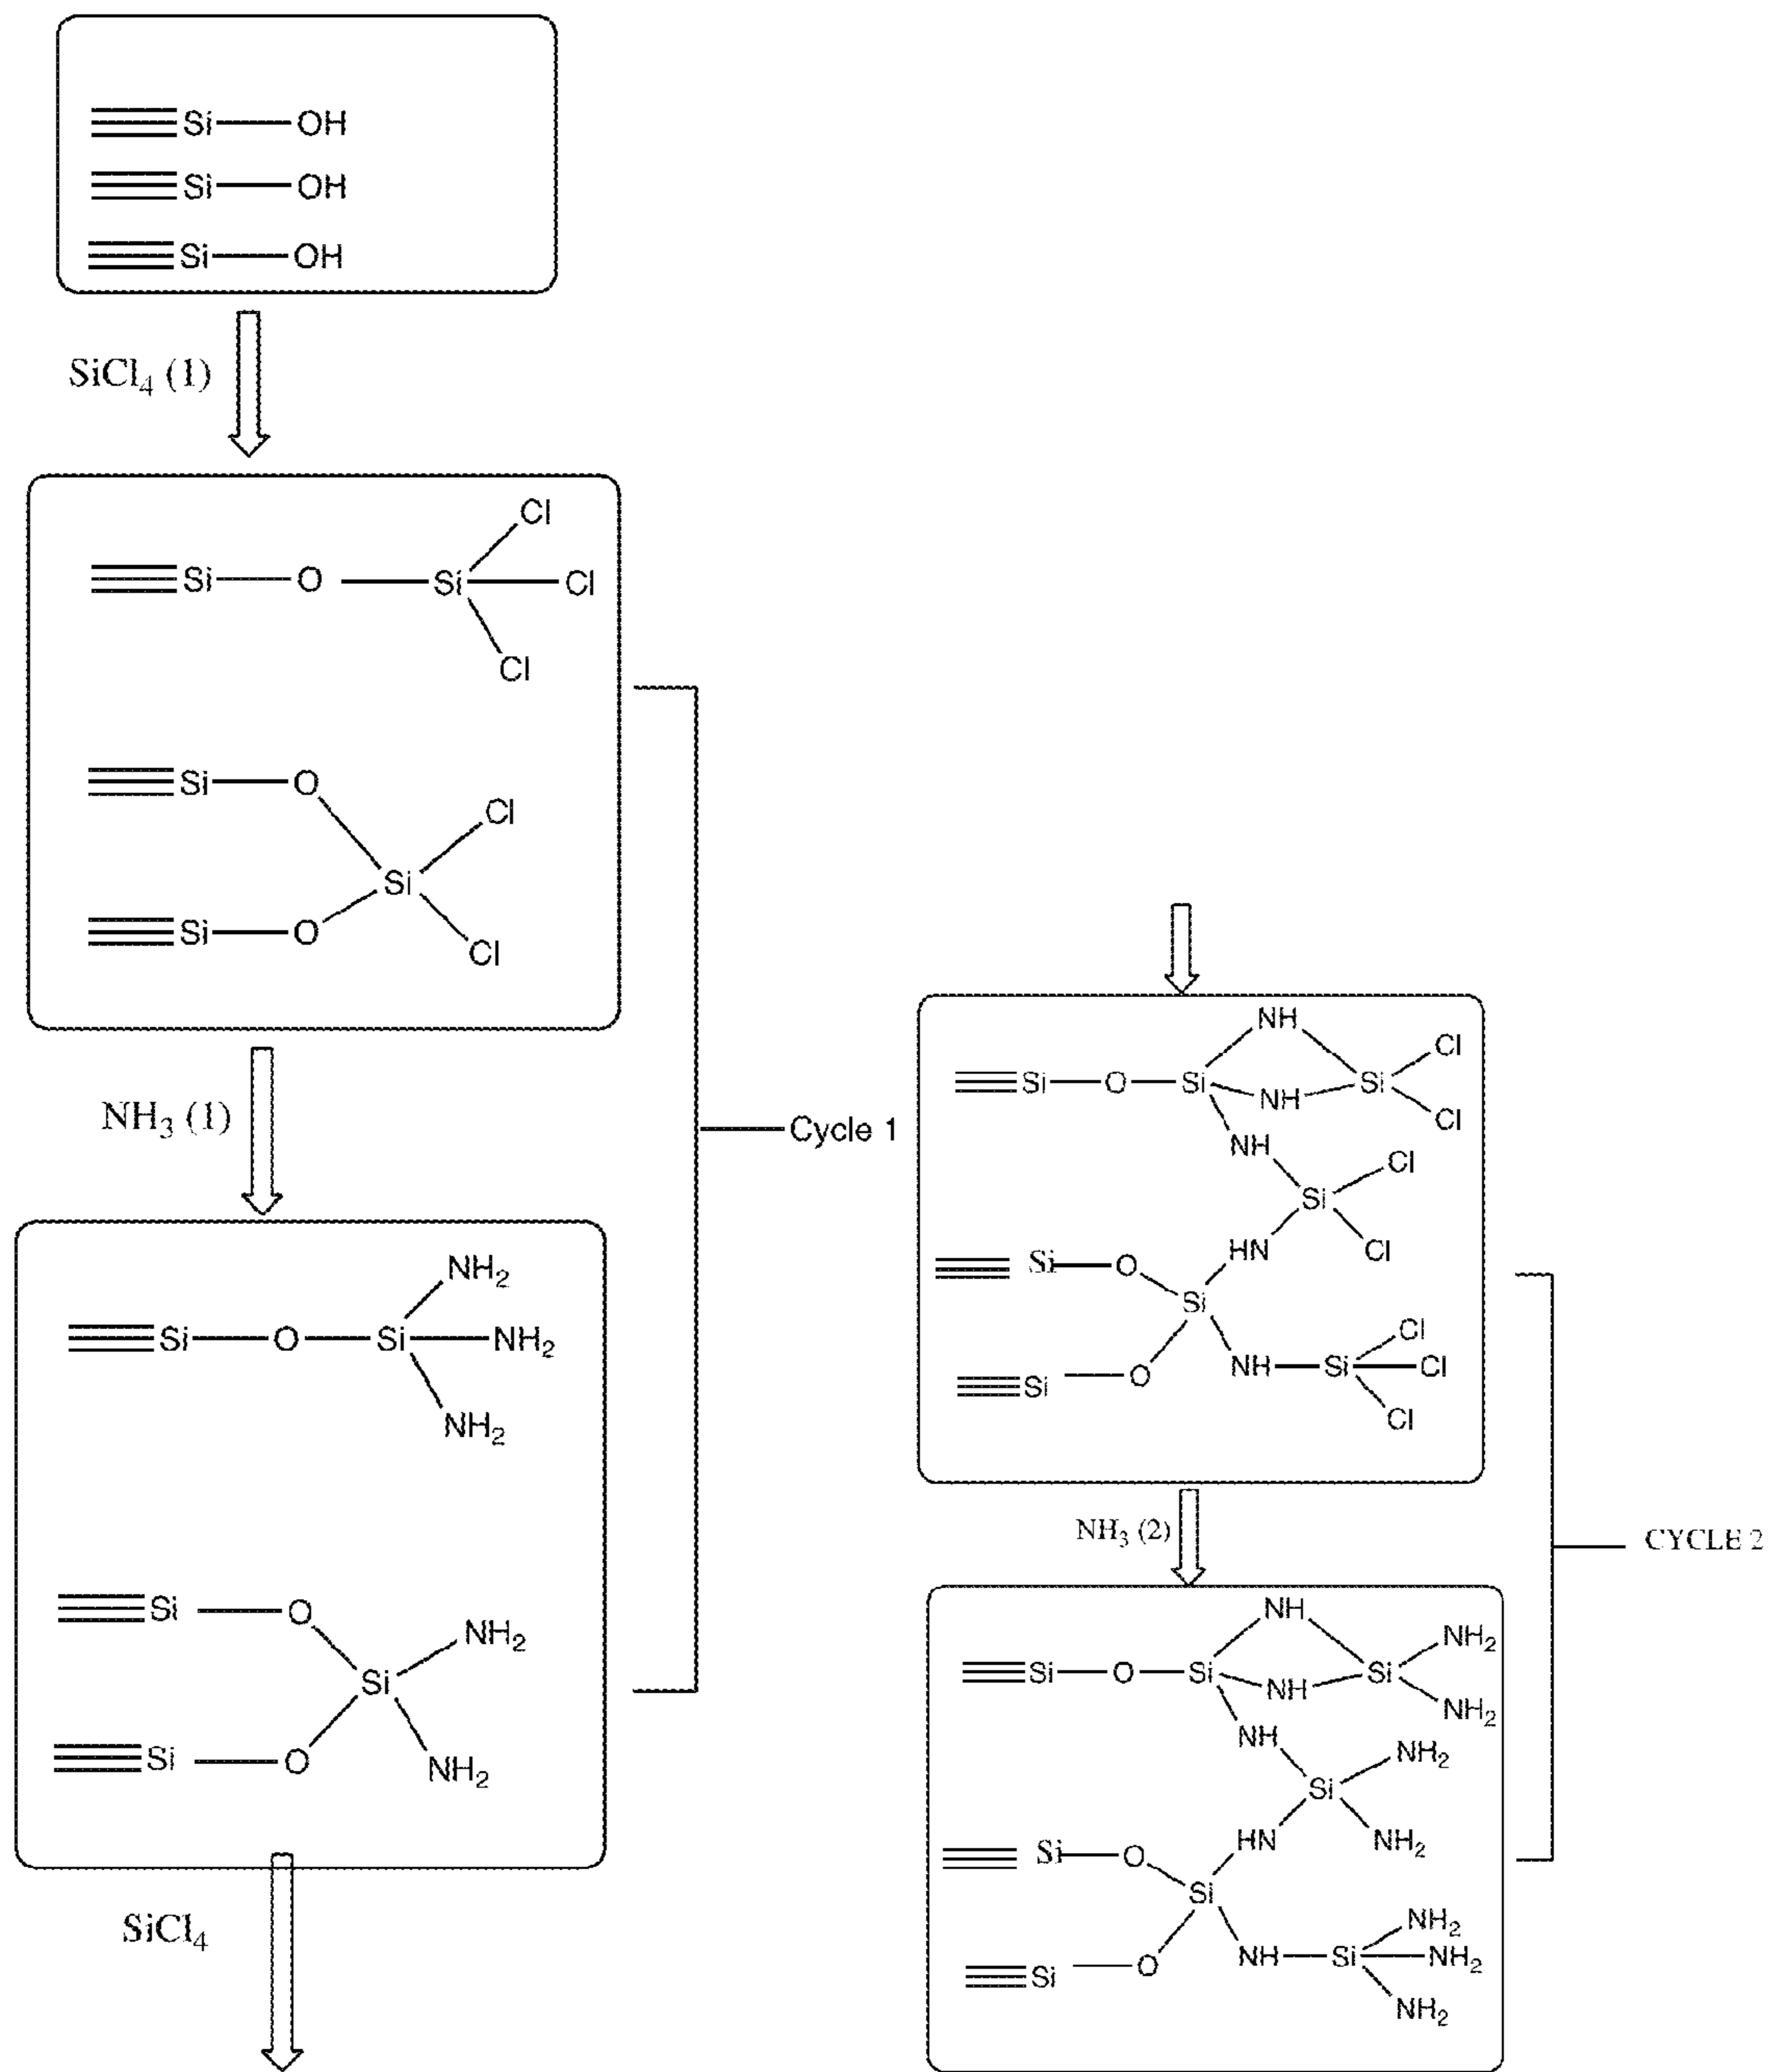 Si OH
Si OH
Si OH
SiCl4 (1)
Cl
Si O Si Cl
Cl
Si O
Cl
Si
Si O
Cl
NH3 (1)
Cycle 1
NH2
Si O Si NH2
NH2
Si O
NH2
Si
Si O
NH2
SiCl4
NH
Cl
Si O Si Si
NH
Cl
NH
Cl
Si
HN
Cl
Si O
Si
Cl
NH Si Cl
Si O
Cl
NH3 (2)
CYCLE 2
NH
NH2
Si O Si Si
NH
NH2
NH
NH2
Si
HN NH2
Si O
Si
NH2
NH Si NH2
Si O
NH2